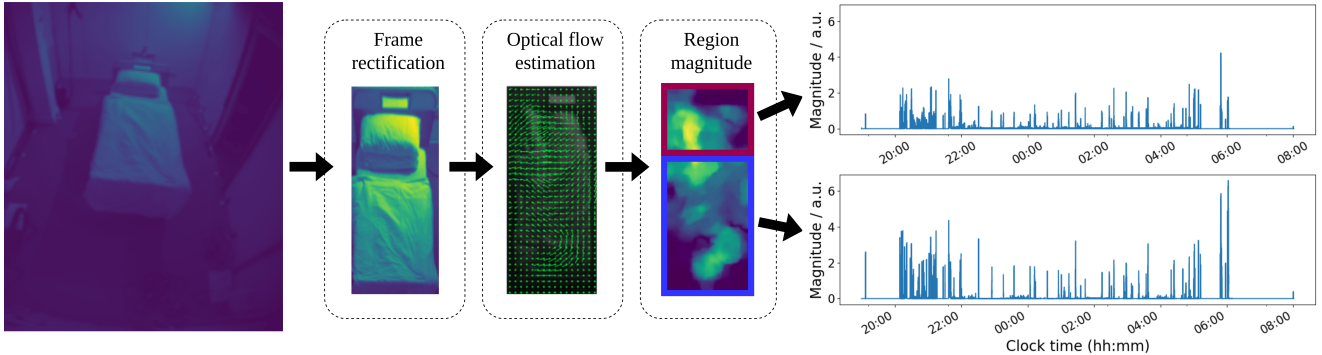 Frame
rectification
Optical flow
estimation
Region
magnitude
Magnitude / a.u.
6
4
2
0
20:00
22:00
00:00
02:00
04:00
06:00
08:00
Magnitude / a.u.
6
4
2
0
20:00
22:00
00:00
02:00
04:00
06:00
08:00
Clock time (hh:mm)